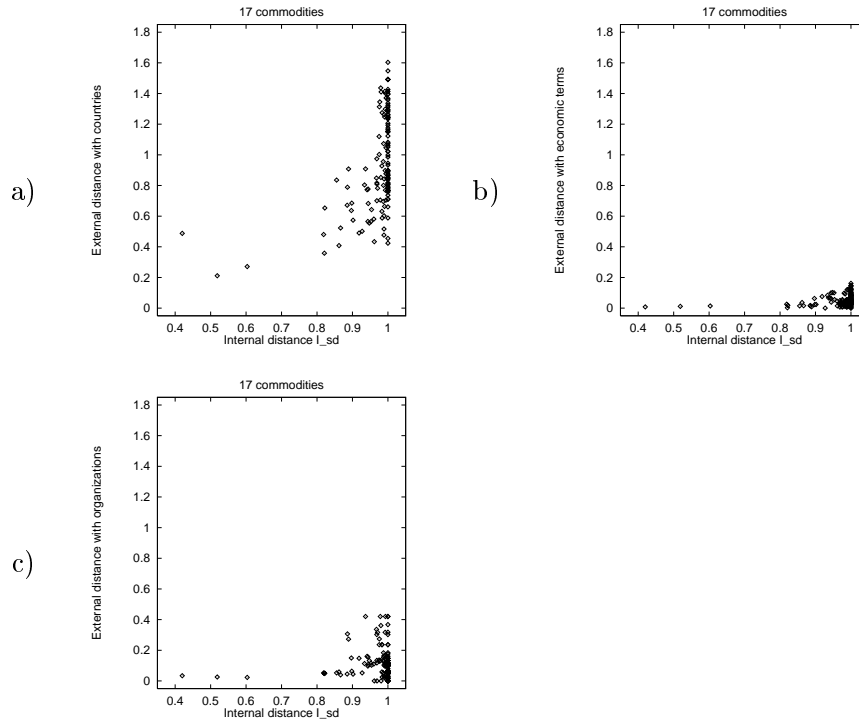 17 commodities
1.8
1.6
1.4
1.2
1
0.8
0.6
0.4
0.2
0
External distance with countries
a)
0.4 0.5 0.6 0.7 0.8 0.9 1
Internal distance I_sd
17 commodities
1.8
1.6
1.4
1.2
1
0.8
0.6
0.4
0.2
0
External distance with economic terms
b)
0.4 0.5 0.6 0.7 0.8 0.9 1
Internal distance I_sd
17 commodities
1.8
1.6
1.4
1.2
1
0.8
0.6
0.4
0.2
0
External distance with organizations
c)
0.4 0.5 0.6 0.7 0.8 0.9 1
Internal distance I_sd